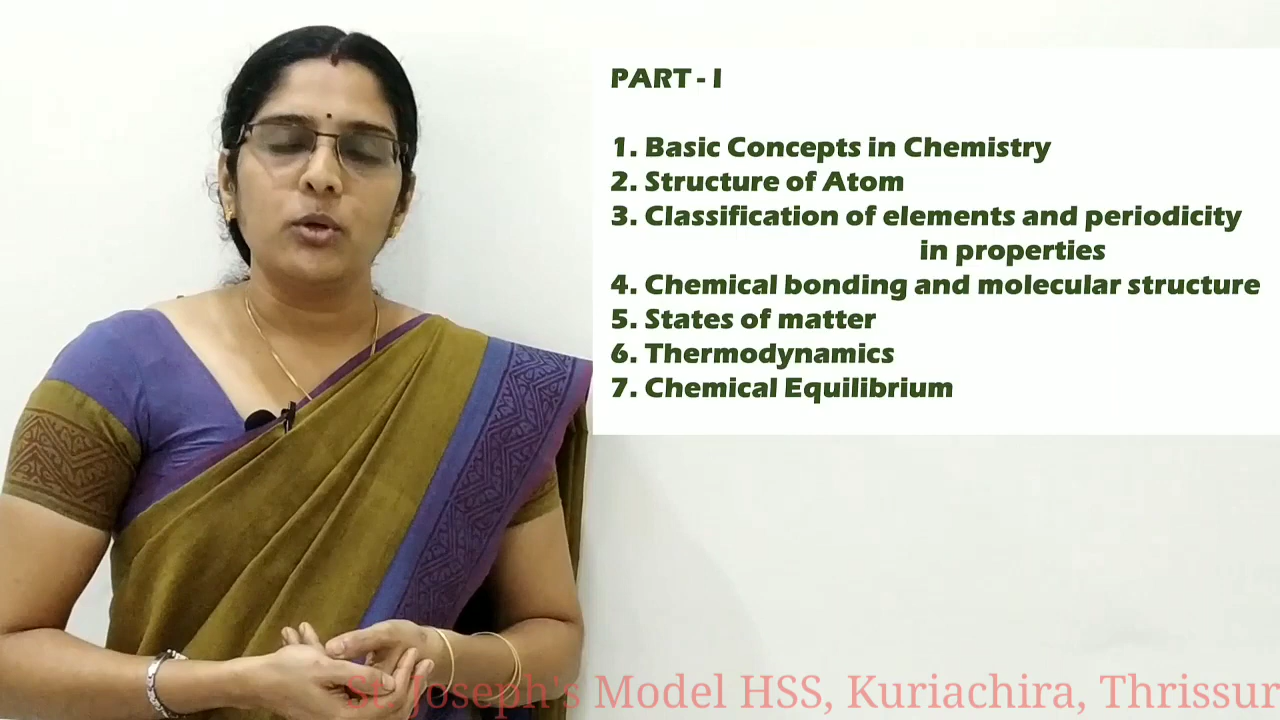 PART - I
1. Basic Concepts in Chemistry
2. Structure of Atom
3. Classification of elements and periodicity
in properties
4. Chemical bonding and molecular structure
5. States of matter
6. Thermodynamics
7. Chemical Equilibrium
St. Joseph's Model HSS, Kuriachira, Thrissur